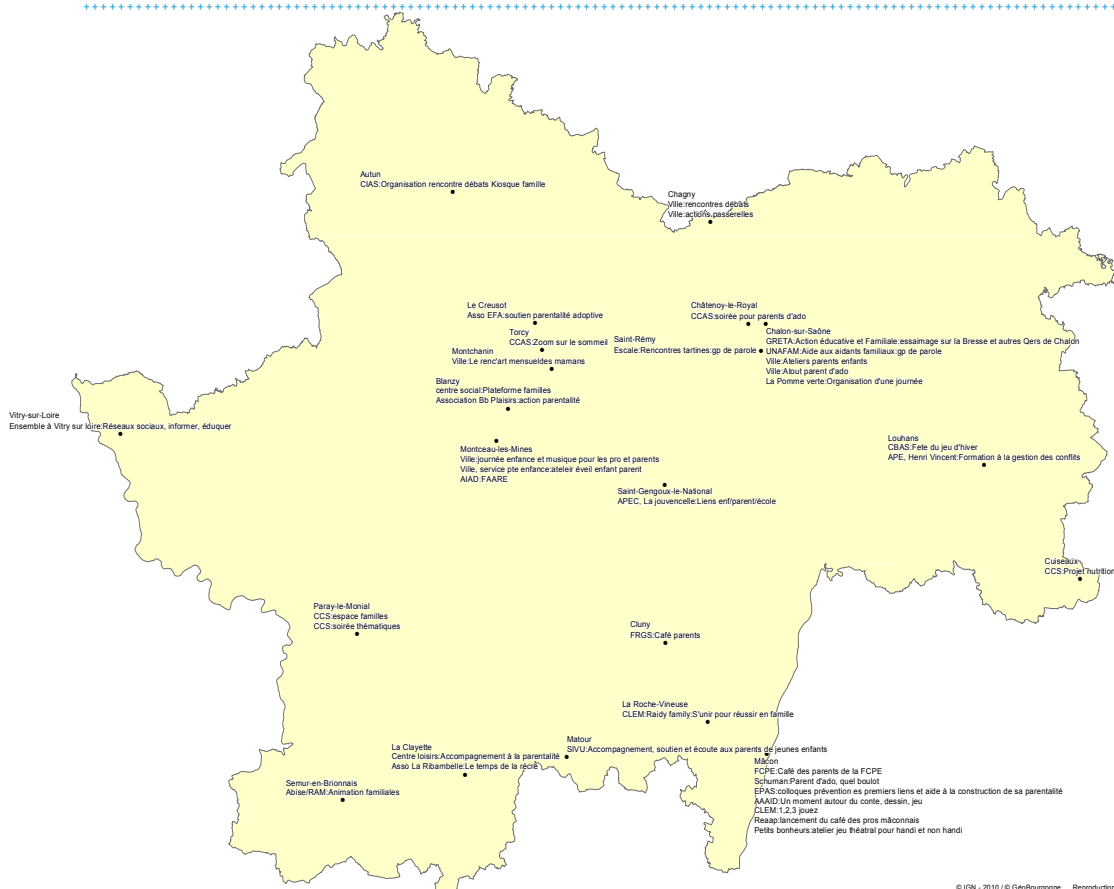 Autun
CIAS:Organisation rencontre débats Kiosque famille
Chagny
Ville:rencontres débats
Ville:actions passerelles
Le Creusot
Asso EFA:soutien parentalité adoptive
Torcy
CCAS:Zoom sur le sommeil
Montchanin
Ville:Le renc'art mensueldes mamans
Châtenoy-le-Royal
CCAS:soirée pour parents d'ado
Saint-Rémy
Escale:Rencontres tartines:gp de parole
Chalon-sur-Saône
GRETA:Action éducative et Familiale:essaimage sur la Bresse et autres Qers de Chalon
UNAFAM:Aide aux aidants familiaux:gp de parole
Ville:Ateliers parents enfants
Ville:Atout parent d'ado
La Pomme verte:Organisation d'une journée
Blanzy
centre social:Plateforme familles
Association Bb Plaisirs:action parentalité
Vitry-sur-Loire
Ensemble à Vitry sur loire:Réseaux sociaux, informer, éduquer
Montceau-les-Mines
Ville:journée enfance et musique pour les pro et parents
Ville, service pte enfance:ateleir éveil enfant parent
AIAD:FAARE
Louhans
CBAS:Fete du jeu d'hiver
APE, Henri Vincent:Formation à la gestion des conflits
Saint-Gengoux-le-National
APEC, La jouvencelle:Liens enf/parent/école
Cuiseaux
CCS:Projet nutrition
Paray-le-Monial
CCS:espace familles
CCS:soirée thématiques
Cluny
FRGS:Café parents
La Roche-Vineuse
CLEM:Raidy family:S'unir pour réussir en famille
Matour
SIVU:Accompagnement, soutien et écoute aux parents de jeunes enfants
La Clayette
Centre loisirs:Accompagnement à la parentalité
Asso La Ribambelle:Le temps de la récré
Semur-en-Brionnais
Abise/RAM:Animation familiales
Mâcon
FCPE:Café des parents de la FCPE
Schuman:Parent d'ado, quel boulot
EPAS:colloques prévention es premiers liens et aide à la construction de sa parentalité
AAAID:Un moment autour du conte, dessin, jeu
CLEM:1,2,3 jouez
Reaap:lancement du café des pros mâconnais
Petits bonheurs:atelier jeu théatral pour handi et non handi
© IGN - 2010 / © GéoBourgogne Reproduction